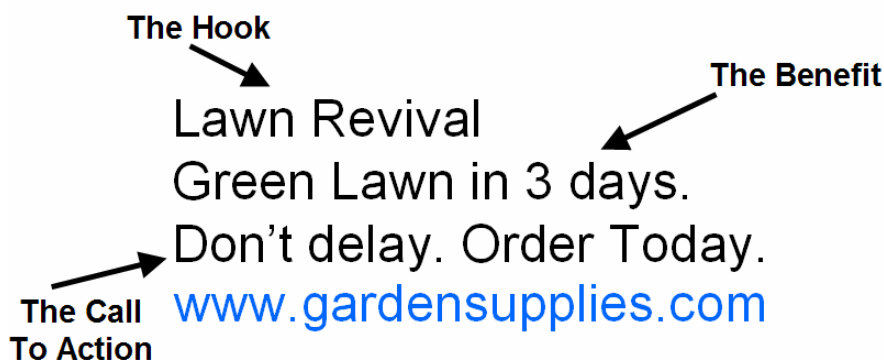 The Hook
The Benefit
Lawn Revival
Green Lawn in 3 days.
Don't delay. Order Today.
www.gardensupplies.com
The Call
To Action